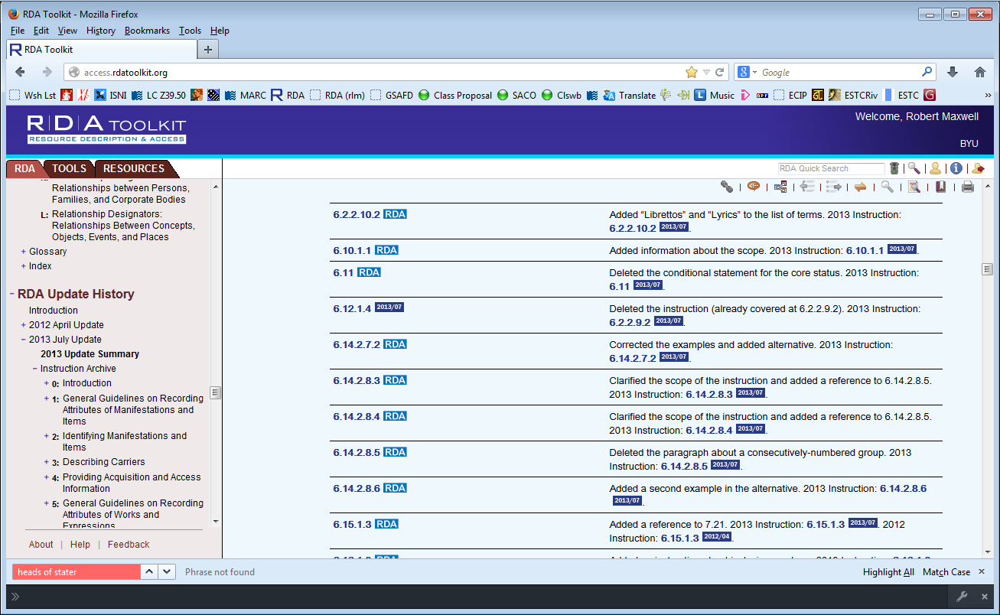 RDA Toolkit - Mozilla Firefox
File Edit View History Bookmarks Tools Help
RDA Toolkit
access.rdatoolkit.org
Google
Wsh Lst ISNI LC Z39.50 MARC RDA RDA (rlm) GSAFD Class Proposal SACO Clswb Translate Music ECIP ESTCRiv ESTC
R|D|A TOOLKIT
RESOURCE DESCRIPTION & ACCESS
Welcome, Robert Maxwell
BYU
RDA TOOLS RESOURCES
RDA Quick Search
Relationships between Persons,
Families, and Corporate Bodies
L: Relationship Designators:
Relationships Between Concepts,
Objects, Events, and Places
+ Glossary
+ Index
- RDA Update History
Introduction
+ 2012 April Update
- 2013 July Update
2013 Update Summary
- Instruction Archive
+ 0: Introduction
+ 1: General Guidelines on Recording
Attributes of Manifestations and
Items
+ 2: Identifying Manifestations and
Items
+ 3: Describing Carriers
+ 4: Providing Acquisition and Access
Information
+ 5: General Guidelines on Recording
Attributes of Works and
Expressions
About | Help | Feedback
6.2.2.10.2 RDA Added “Librettos” and “Lyrics” to the list of terms. 2013 Instruction:
6.2.2.10.2 2013/07.
6.10.1.1 RDA Added information about the scope. 2013 Instruction: 6.10.1.1 2013/07.
6.11 RDA Deleted the conditional statement for the core status. 2013 Instruction:
6.11 2013/07.
6.12.1.4 2013/07 Deleted the instruction (already covered at 6.2.2.9.2). 2013 Instruction:
6.2.2.9.2 2013/07.
6.14.2.7.2 RDA Corrected the examples and added alternative. 2013 Instruction:
6.14.2.7.2 2013/07.
6.14.2.8.3 RDA Clarified the scope of the instruction and added a reference to 6.14.2.8.5.
2013 Instruction: 6.14.2.8.3 2013/07.
6.14.2.8.4 RDA Clarified the scope of the instruction and added a reference to 6.14.2.8.5.
2013 Instruction: 6.14.2.8.4 2013/07.
6.14.2.8.5 RDA Deleted the paragraph about a consecutively-numbered group. 2013
Instruction: 6.14.2.8.5 2013/07.
6.14.2.8.6 RDA Added a second example in the alternative. 2013 Instruction: 6.14.2.8.6
2013/07.
6.15.1.3 RDA Added a reference to 7.21. 2013 Instruction: 6.15.1.3 2013/07. 2012
Instruction: 6.15.1.3 2012/04.
heads of stater Phrase not found Highlight All Match Case